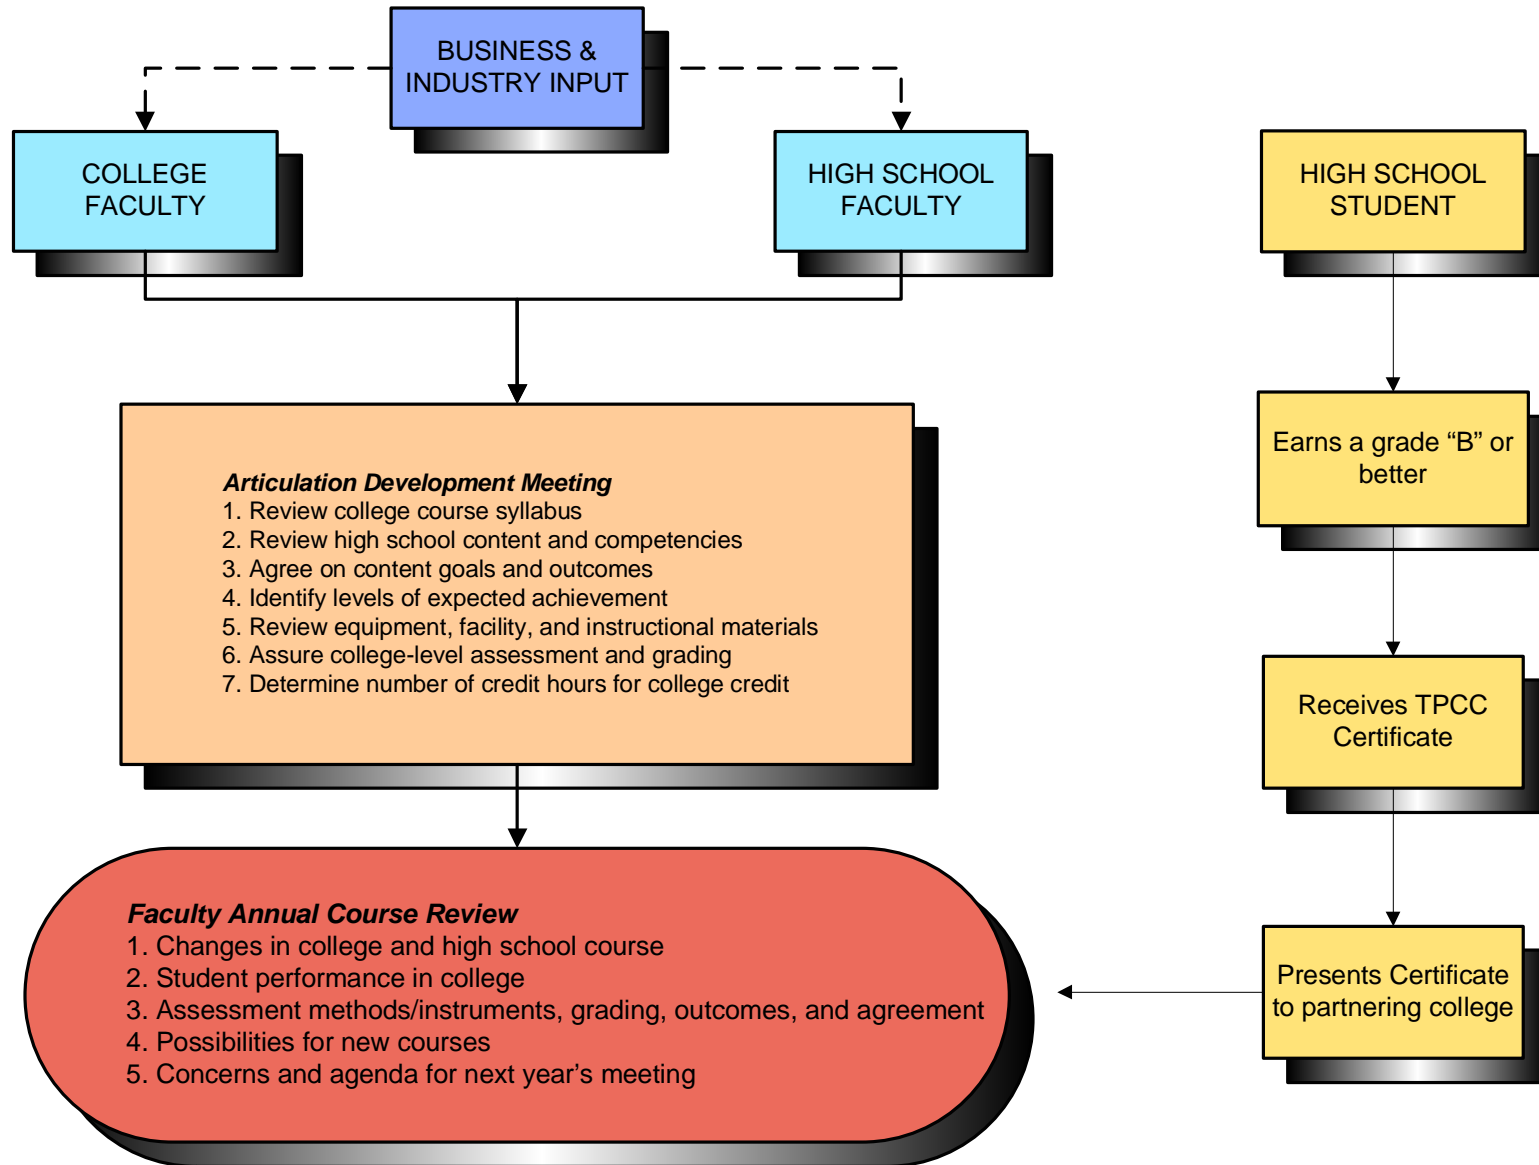 BUSINESS &
INDUSTRY INPUT
COLLEGE
FACULTY
HIGH SCHOOL
FACULTY
HIGH SCHOOL
STUDENT
Articulation Development Meeting
1. Review college course syllabus
2. Review high school content and competencies
3. Agree on content goals and outcomes
4. Identify levels of expected achievement
5. Review equipment, facility, and instructional materials
6. Assure college-level assessment and grading
7. Determine number of credit hours for college credit
Earns a grade “B” or
better
Receives TPCC
Certificate
Faculty Annual Course Review
1. Changes in college and high school course
2. Student performance in college
3. Assessment methods/instruments, grading, outcomes, and agreement
4. Possibilities for new courses
5. Concerns and agenda for next year’s meeting
Presents Certificate
to partnering college